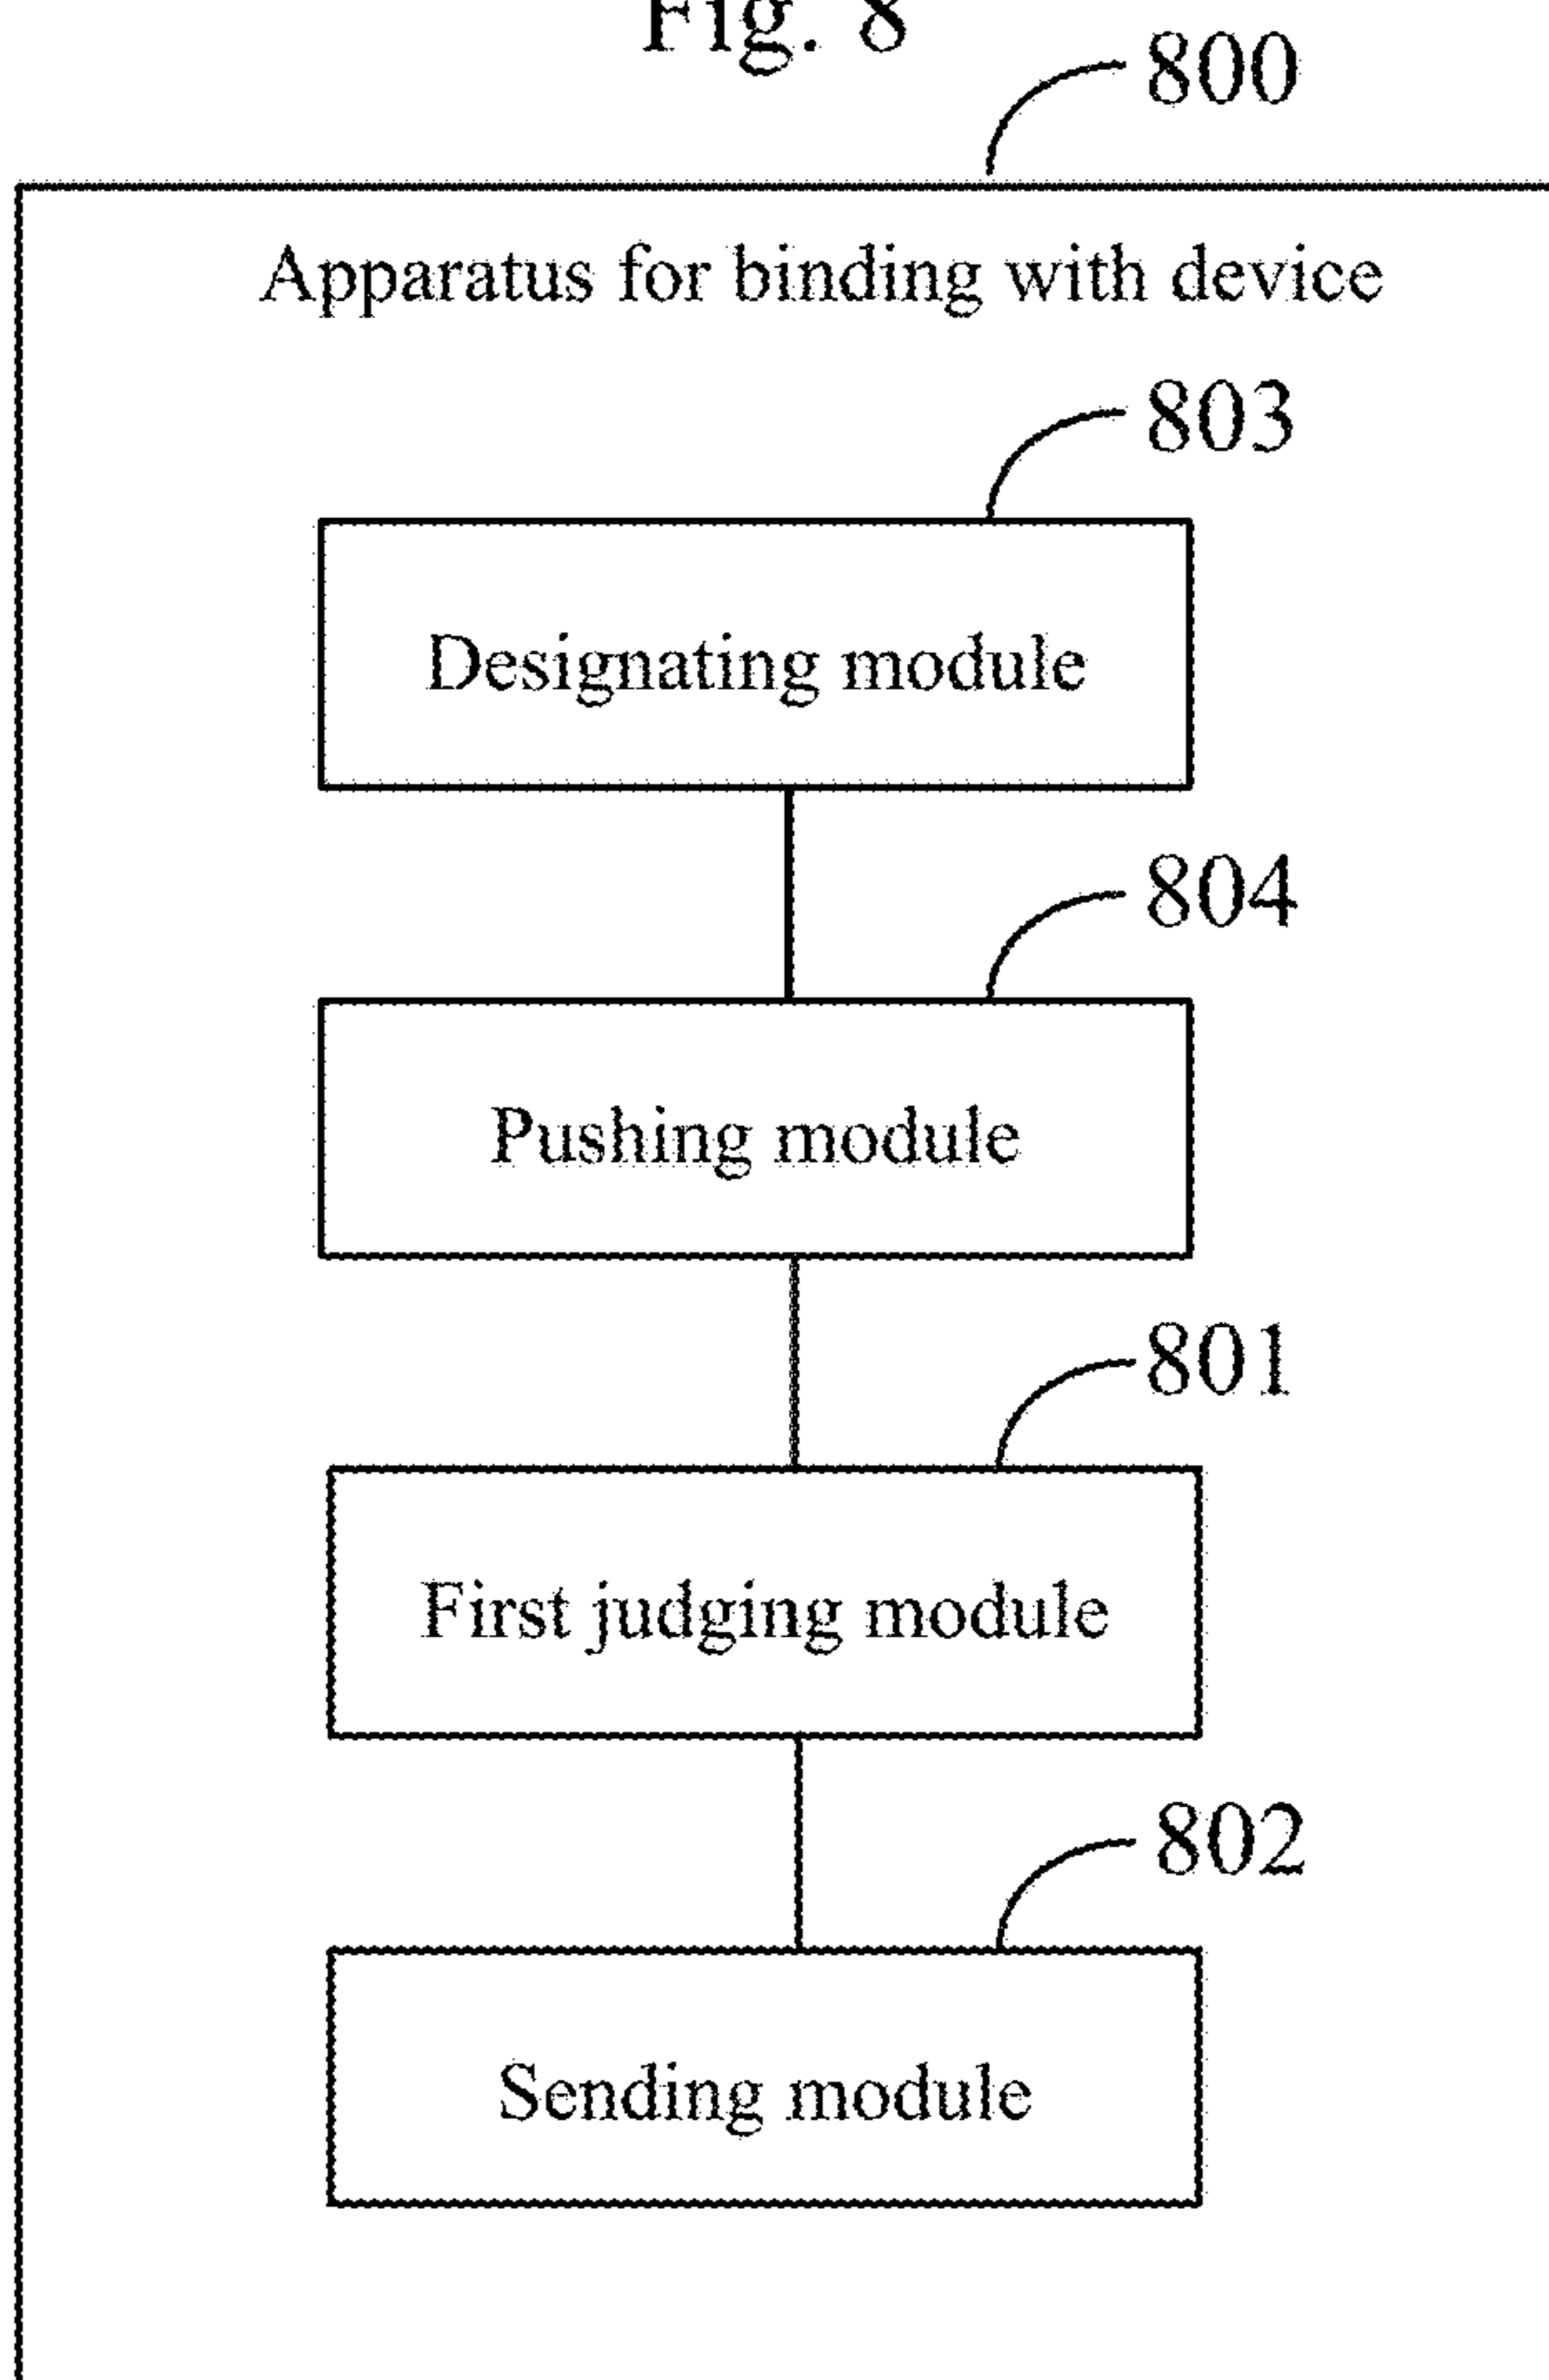 Fig. 8
800
Apparatus for binding with device
803
Designating module
804
Pushing module
801
First judging module
802
Sending module